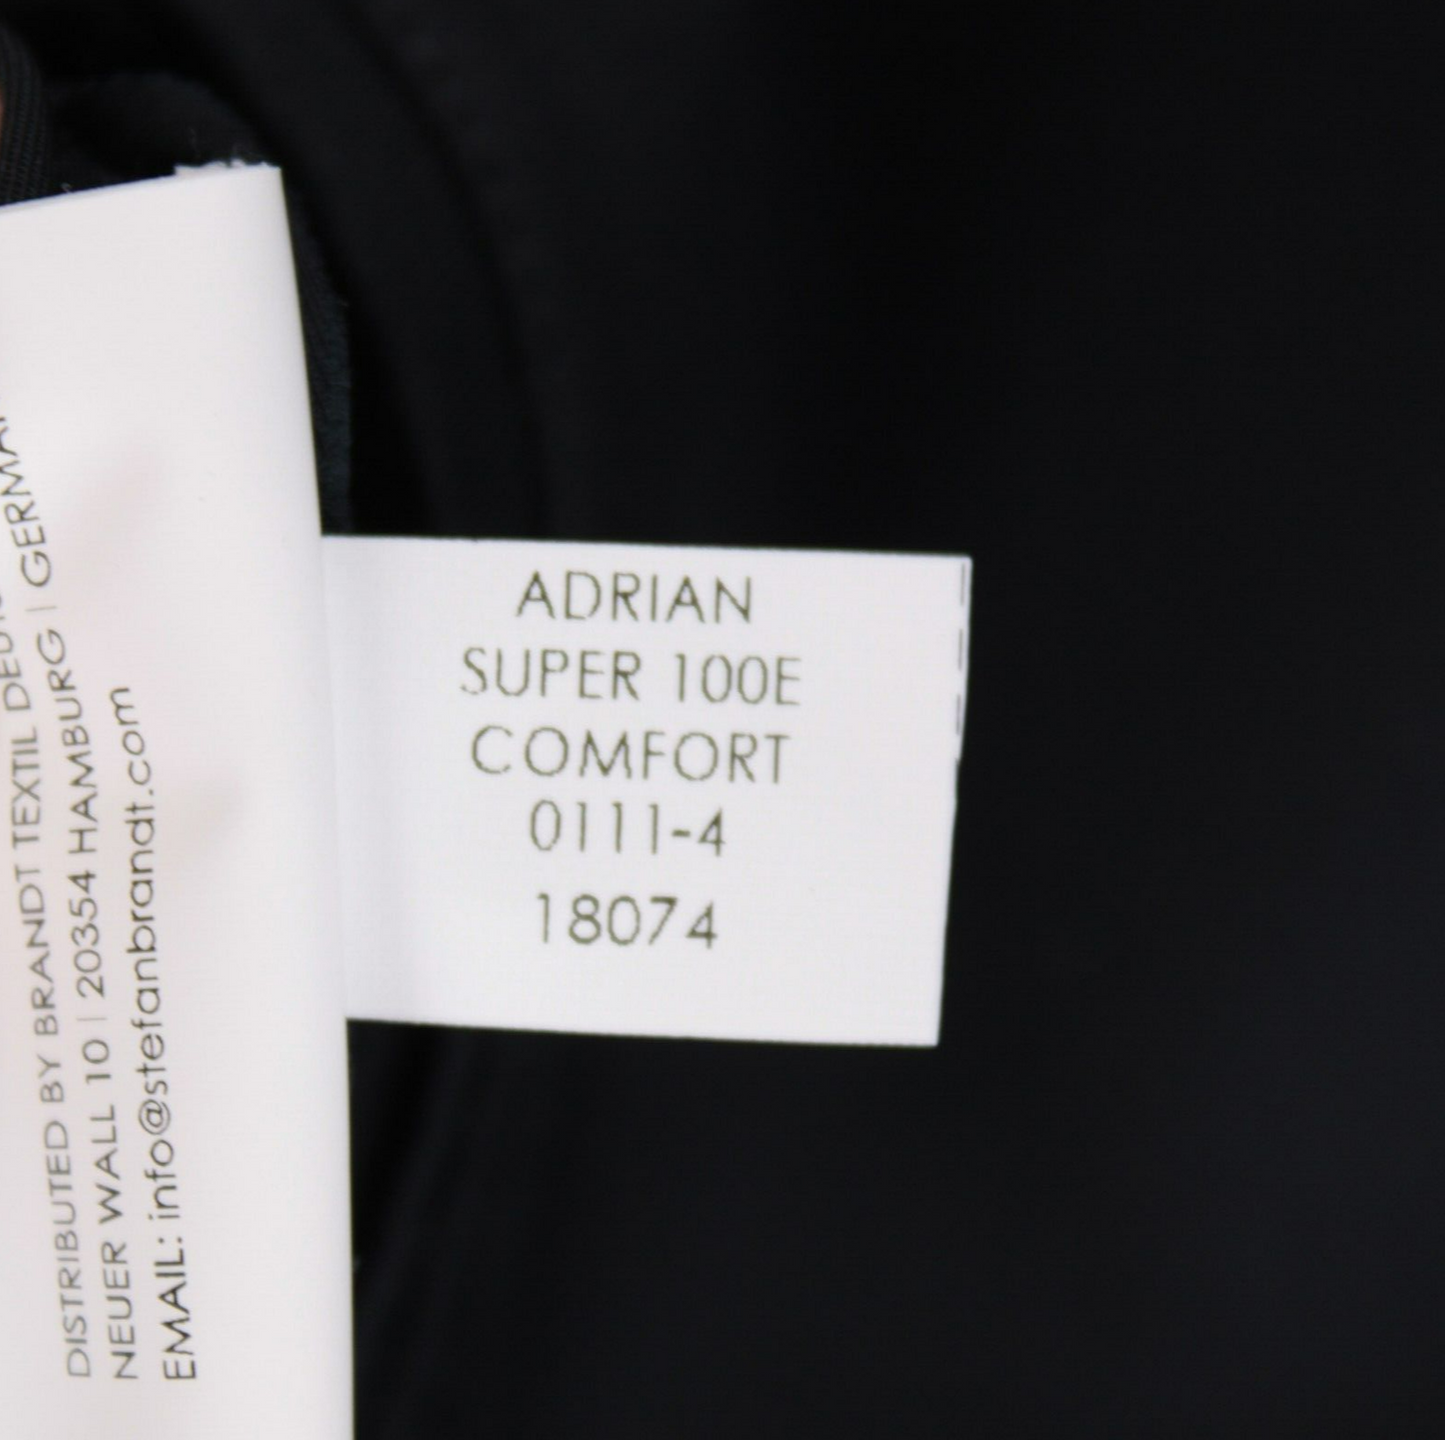 DISTRIBUTED BY BRANDT TEXTIL
NEUER WALL 10 | 20354 HAMBURG |
EMAIL: info@stefanbrandt.com
ADRIAN
SUPER 100E
COMFORT
0111-4
18074